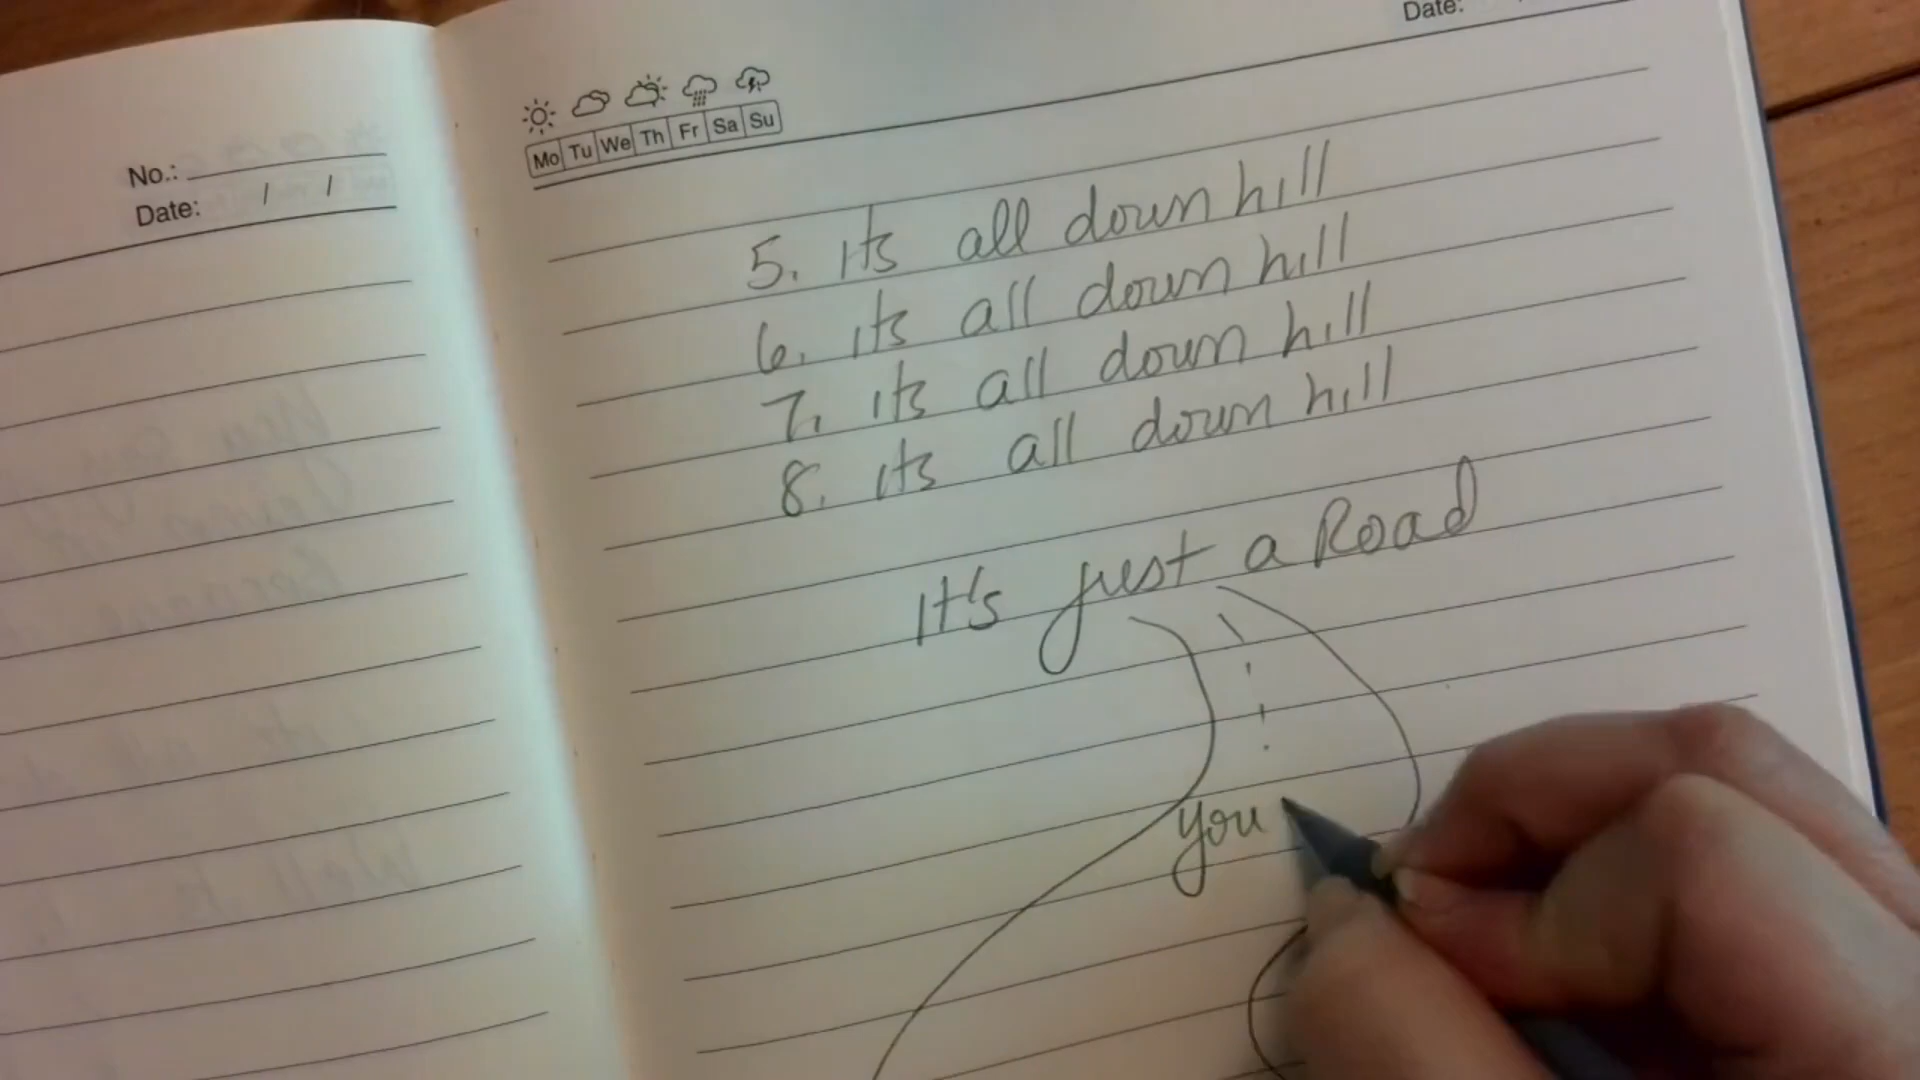 No.:
Date: / /
Date:
Mo Tu We Th Fr Sa Su
5. its all down hill
6. its all down hill
7. its all down hill
8. its all down hill
It's just a Road
you